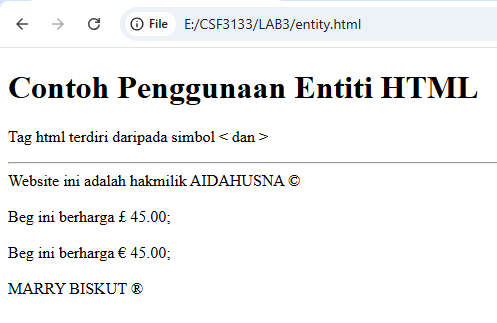 File E:/CSF3133/LAB3/entity.html
Contoh Penggunaan Entiti HTML
Tag html terdiri daripada simbol < dan >
Website ini adalah hakmilik AIDAHUSNA ©
Beg ini berharga £ 45.00;
Beg ini berharga € 45.00;
MARRY BISKUT ®